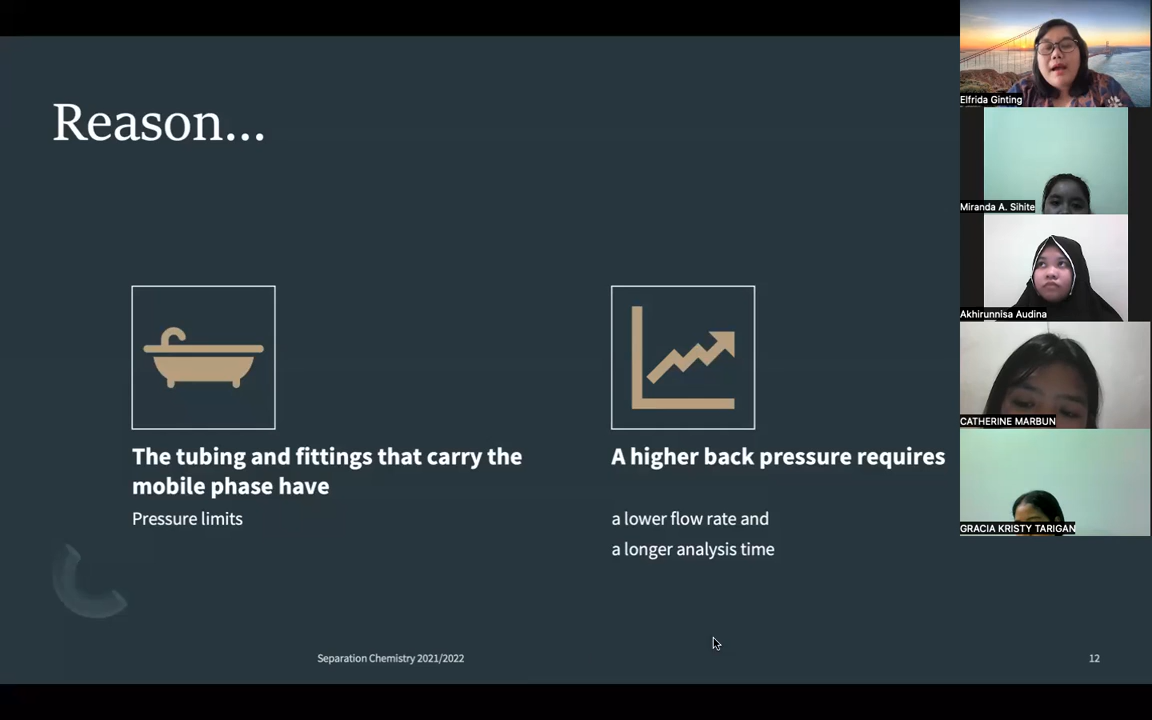 Reason...
The tubing and fittings that carry the
mobile phase have
Pressure limits
A higher back pressure requires
a lower flow rate and
a longer analysis time
Separation Chemistry 2021/2022
12
Elfrida Ginting
Miranda A. Sihite
Akhirunnisa Audina
CATHERINE MARBUN
GRACIA KRISTY TARIGAN